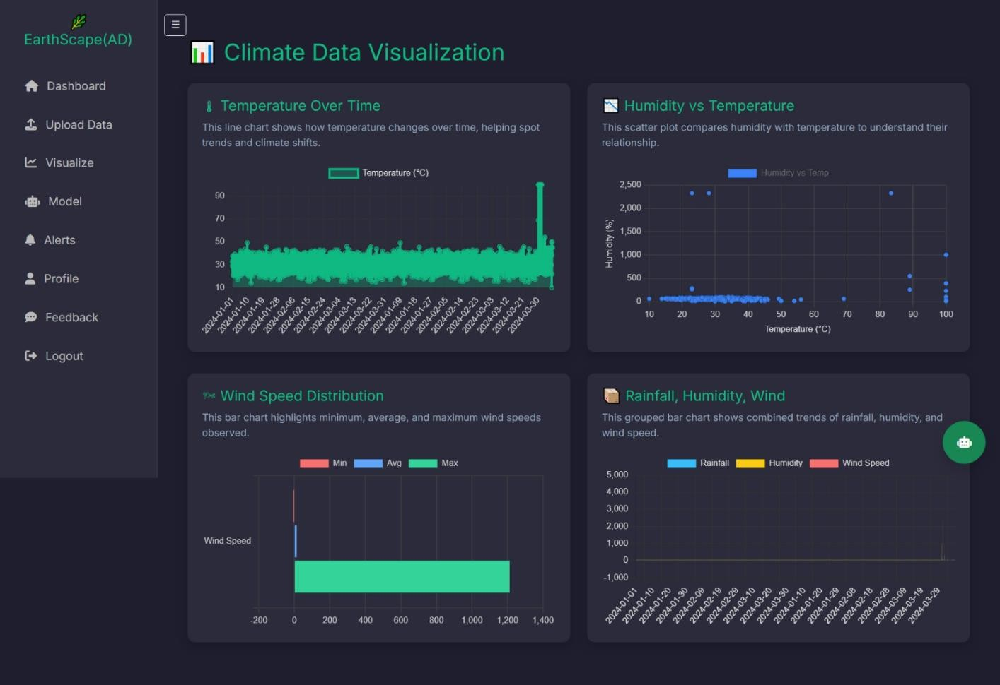 EarthScape(AD)
Dashboard
Upload Data
Visualize
Model
Alerts
Profile
Feedback
Logout
☰
Climate Data Visualization
Temperature Over Time
This line chart shows how temperature changes over time, helping spot
trends and climate shifts.
Temperature (°C)
90
70
50
30
10
2024-01-01
2024-01-10
2024-01-19
2024-01-28
2024-02-06
2024-02-15
2024-02-24
2024-03-04
2024-03-13
2024-03-22
2024-03-31
2024-01-09
2024-01-18
2024-01-27
2024-02-05
2024-02-14
2024-02-23
2024-03-03
2024-03-12
2024-03-21
2024-03-30
Humidity vs Temperature
This scatter plot compares humidity with temperature to understand their
relationship.
Humidity vs Temp
Humidity (%)
2,500
2,000
1,500
1,000
500
0
10 20 30 40 50 60 70 80 90 100
Temperature (°C)
Wind Speed Distribution
This bar chart highlights minimum, average, and maximum wind speeds
observed.
Min Avg Max
Wind Speed
-200 0 200 400 600 800 1,000 1,200 1,400
Rainfall, Humidity, Wind
This grouped bar chart shows combined trends of rainfall, humidity, and
wind speed.
Rainfall Humidity Wind Speed
5,000
4,000
3,000
2,000
1,000
0
-1,000
2024-01-01
2024-01-10
2024-01-20
2024-01-30
2024-02-09
2024-02-19
2024-02-29
2024-03-10
2024-03-20
2024-03-30
2024-01-10
2024-01-20
2024-01-29
2024-02-08
2024-02-18
2024-02-28
2024-03-09
2024-03-19
2024-03-29